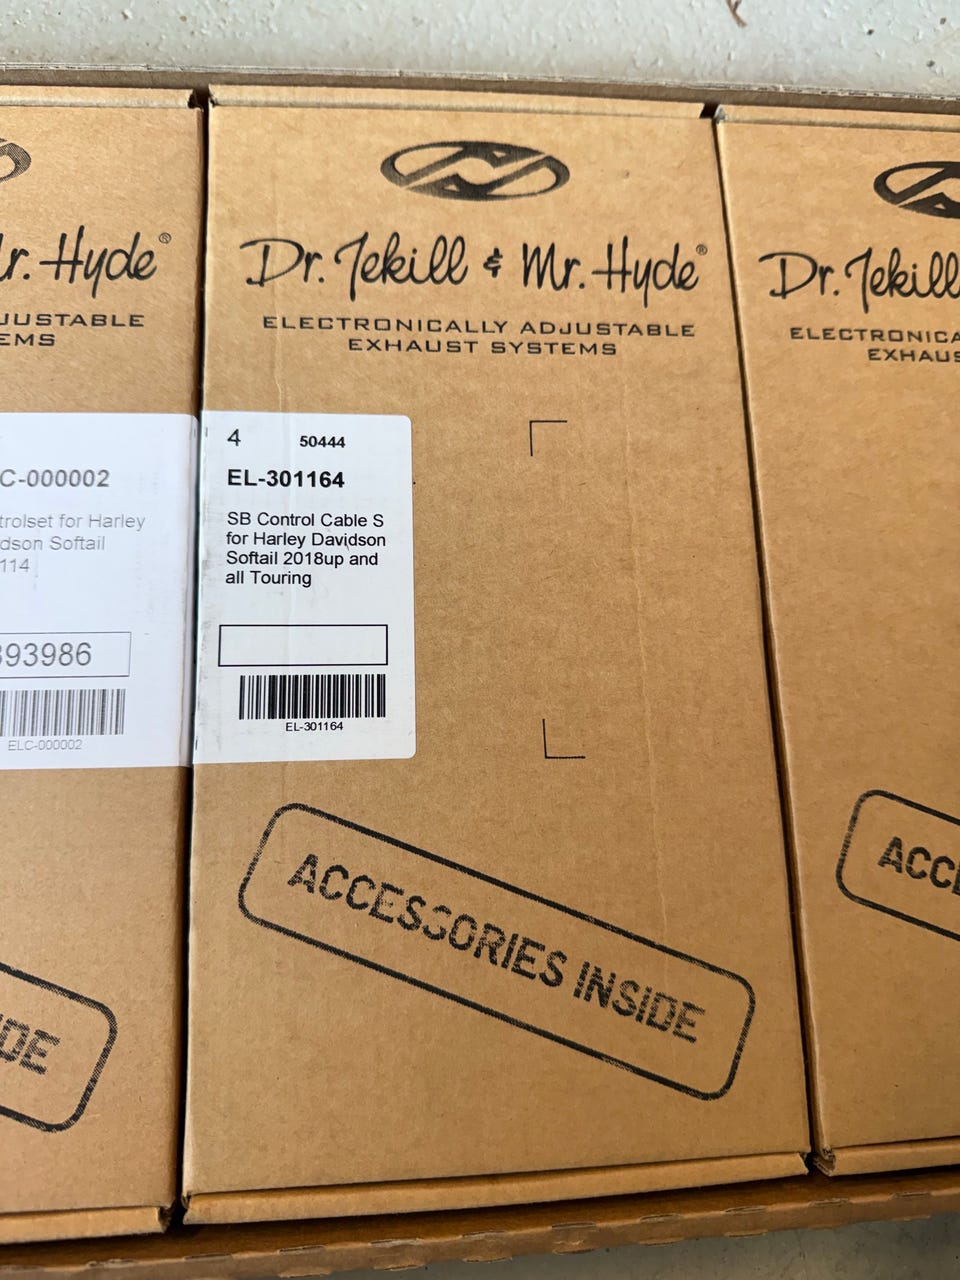 r. Hyde®
JUSTABLE
EMS
C-000002
trolset for Harley
dson Softail
114
393986
ELC-000002
DE
Dr. Jekill & Mr. Hyde®
ELECTRONICALLY ADJUSTABLE
EXHAUST SYSTEMS
4 50444
EL-301164
SB Control Cable S
for Harley Davidson
Softail 2018up and
all Touring
EL-301164
ACCESSORIES INSIDE
Dr. Jekill
ELECTRONICA
EXHAUS
ACC